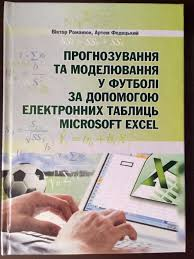 Віктор Романюк, Артем Федецький
ПРОГНОЗУВАННЯ
ТА МОДЕЛЮВАННЯ
У ФУТБОЛІ
ЗА ДОПОМОГОЮ
ЕЛЕКТРОННИХ ТАБЛИЦЬ
MICROSOFT EXCEL